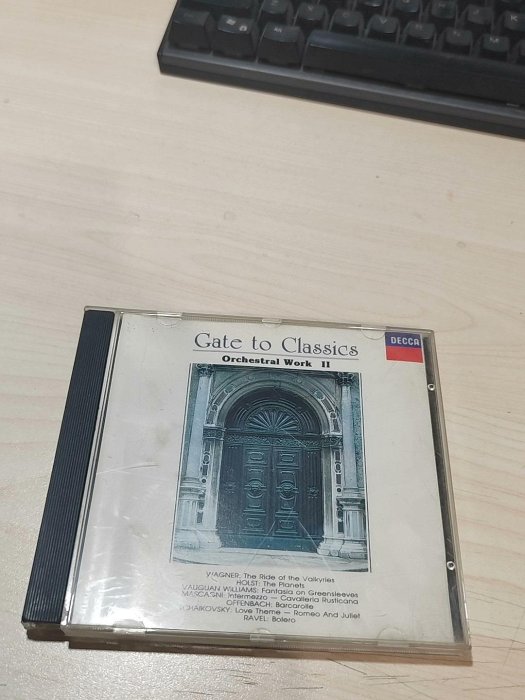 Gate to Classics
DECCA
Orchestral Work II
WAGNER: The Ride of the Valkyries
HOLST: The Planets
VAUGUAN WILLIAMS: Fantasia on Greensleeves
MASCAGNI: Intermezzo — Cavalleria Rusticana
OFFENBACH: Barcarolle
TCHAIKOVSKY: Love Theme — Romeo And Juliet
RAVEL: Bolero